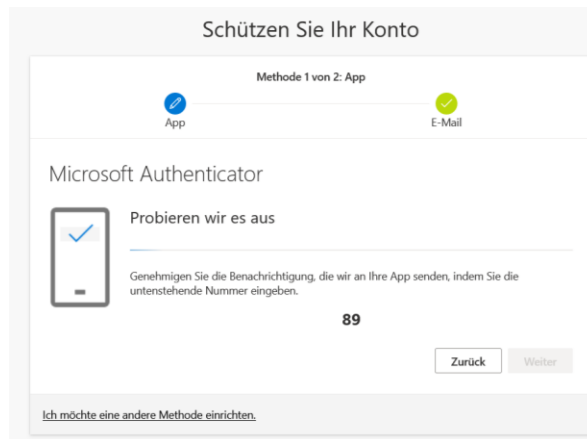 Schützen Sie Ihr Konto
Methode 1 von 2: App
App
E-Mail
Microsoft Authenticator
Probieren wir es aus
Genehmigen Sie die Benachrichtigung, die wir an Ihre App senden, indem Sie die
untenstehende Nummer eingeben.
89
Zurück
Weiter
Ich möchte eine andere Methode einrichten.